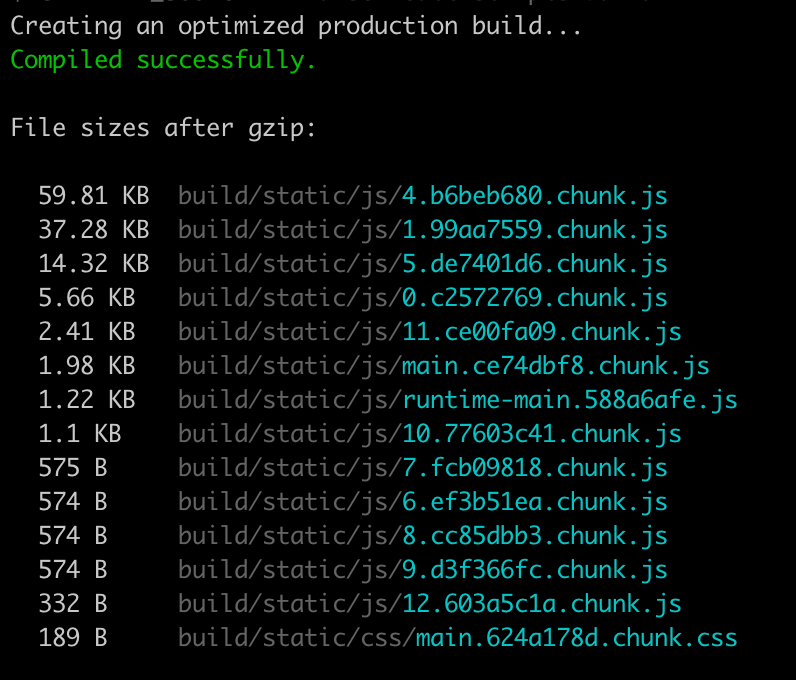 Creating an optimized production build...
Compiled successfully.
File sizes after gzip:
59.81 KB build/static/js/4.b6beb680.chunk.js
37.28 KB build/static/js/1.99aa7559.chunk.js
14.32 KB build/static/js/5.de7401d6.chunk.js
5.66 KB build/static/js/0.c2572769.chunk.js
2.41 KB build/static/js/11.ce00fa09.chunk.js
1.98 KB build/static/js/main.ce74dbf8.chunk.js
1.22 KB build/static/js/runtime-main.588a6afe.js
1.1 KB build/static/js/10.77603c41.chunk.js
575 B build/static/js/7.fcb09818.chunk.js
574 B build/static/js/6.ef3b51ea.chunk.js
574 B build/static/js/8.cc85dbb3.chunk.js
574 B build/static/js/9.d3f366fc.chunk.js
332 B build/static/js/12.603a5c1a.chunk.js
189 B build/static/css/main.624a178d.chunk.css